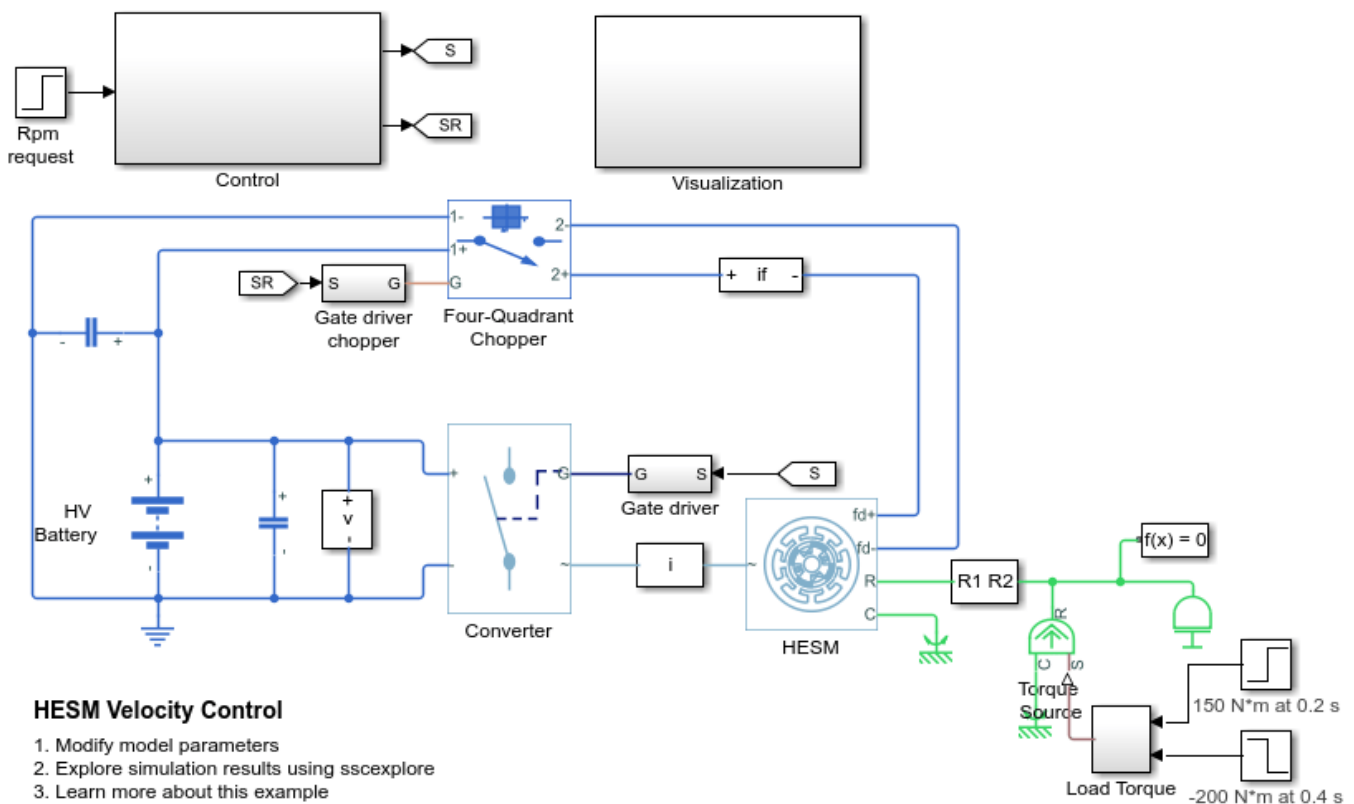 S
SR
Rpm
request
Control
Visualization
1-
2-
1+
SR
S
G
G
2+
+ if -
Gate driver
chopper
Four-Quadrant
Chopper
- +
+
+
+
+
v
-
HV
Battery
-
-
-
~
G
G
S
S
Gate driver
i
~
Converter
fd+
fd-
R
C
HESM
R1 R2
f(x) = 0
R
C
S
Torque
Source
150 N*m at 0.2 s
Load Torque
-200 N*m at 0.4 s
HESM Velocity Control
1. Modify model parameters
2. Explore simulation results using sscexplore
3. Learn more about this example